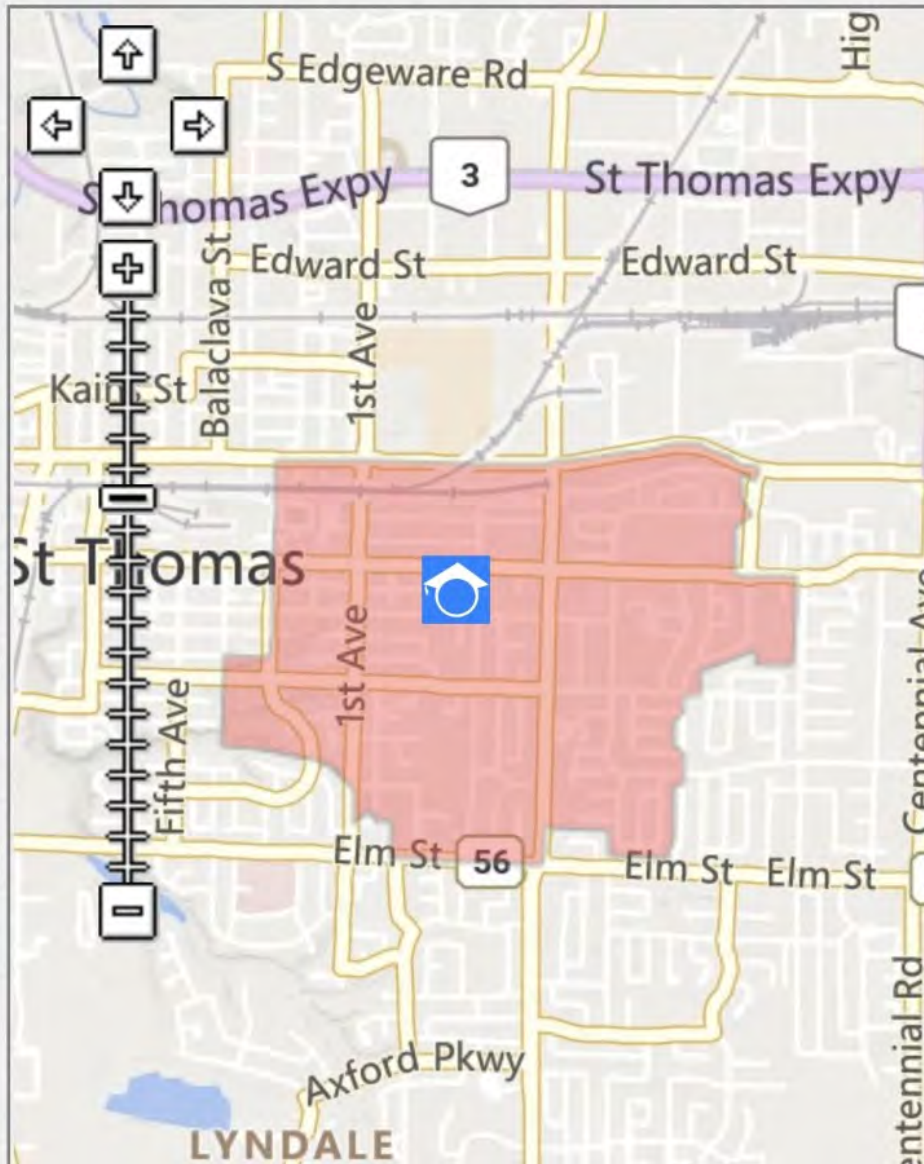 Hig
S Edgeware Rd
3
St Thomas Expy
St Thomas Expy
Edward St
Edward St
Balaclava St
1st Ave
Kains St
St Thomas
1st Ave
Fifth Ave
Centennial Ave
Elm St
56
Elm St
Elm St
entennial Rd
Axford Pkwy
LYNDALE